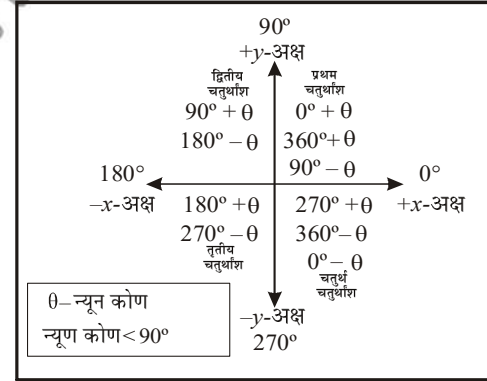 90º
+y-अक्ष
द्वितीय
चतुर्थांश
90º + θ
180º – θ
प्रथम
चतुर्थांश
0º + θ
360º+ θ
90º – θ
180°
–x-अक्ष
0°
+x-अक्ष
180º +θ
270º – θ
तृतीय
चतुर्थांश
270º +θ
360º–θ
0º – θ
चतुर्थ
चतुर्थांश
–y-अक्ष
270º
θ–न्यून कोण
न्यूण कोण<90º